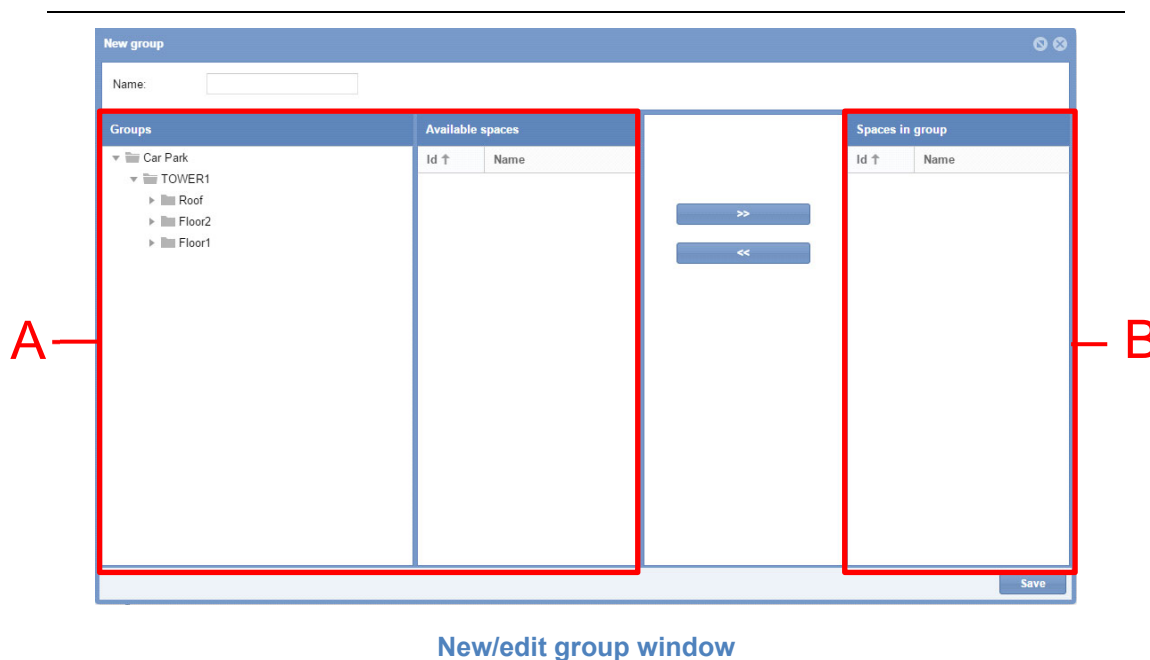 New group
Name:
Groups
Available spaces
Spaces in group
Id ↑ Name
Id ↑ Name
Car Park
TOWER1
Roof
Floor2
Floor1
>>
<<
A
B
Save
New/edit group window